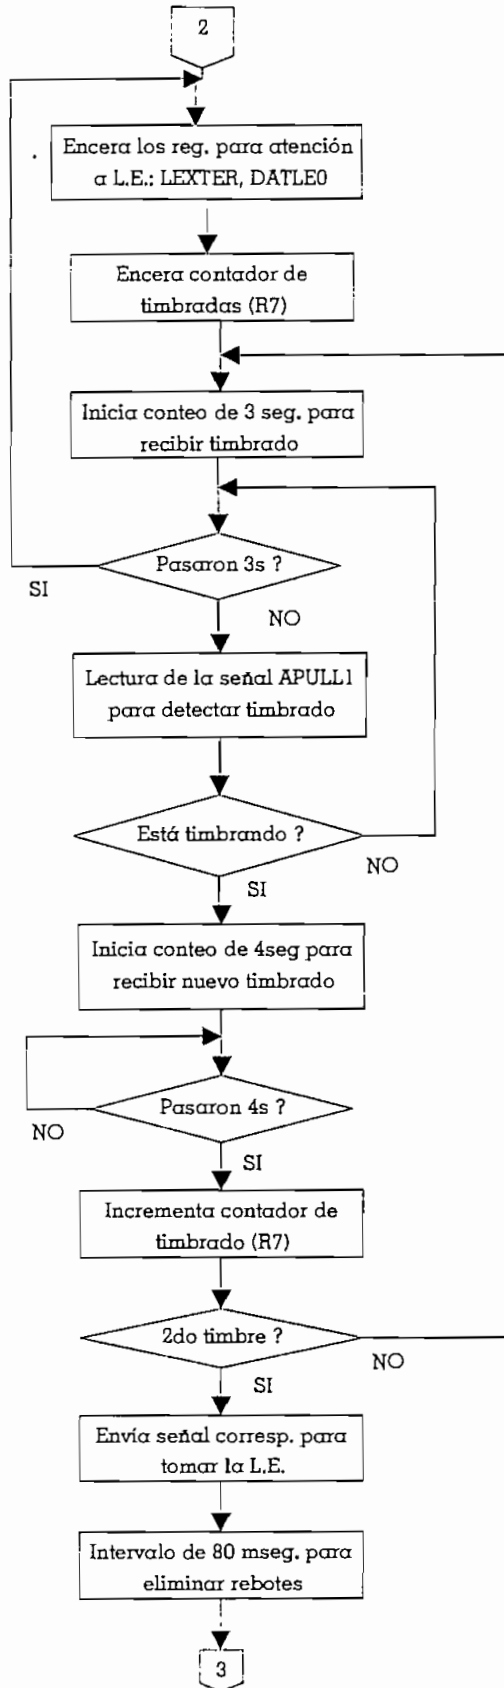 2
Encera los reg. para atención
a L.E.: LEXTER, DATLE0
Encera contador de
timbradas (R7)
Inicia conteo de 3 seg. para
recibir timbrado
Pasaron 3s ?
SI
NO
Lectura de la señal APULL1
para detectar timbrado
Está timbrando ?
NO
SI
Inicia conteo de 4seg para
recibir nuevo timbrado
Pasaron 4s ?
NO
SI
Incrementa contador de
timbrado (R7)
2do timbre ?
NO
SI
Envía señal corresp. para
tomar la L.E.
Intervalo de 80 mseg. para
eliminar rebotes
3